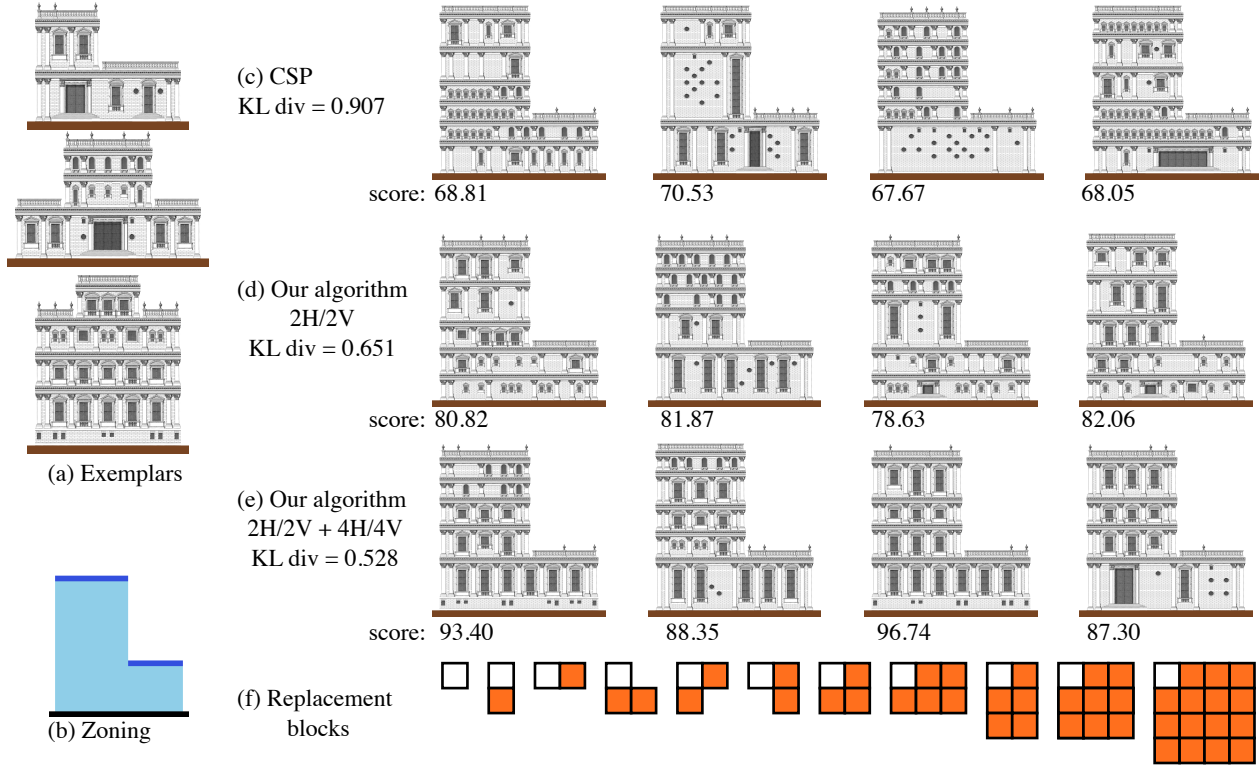 (c) CSP
KL div = 0.907
score: 68.81 70.53 67.67 68.05
(d) Our algorithm
2H/2V
KL div = 0.651
score: 80.82 81.87 78.63 82.06
(a) Exemplars
(e) Our algorithm
2H/2V + 4H/4V
KL div = 0.528
score: 93.40 88.35 96.74 87.30
(b) Zoning
(f) Replacement
blocks